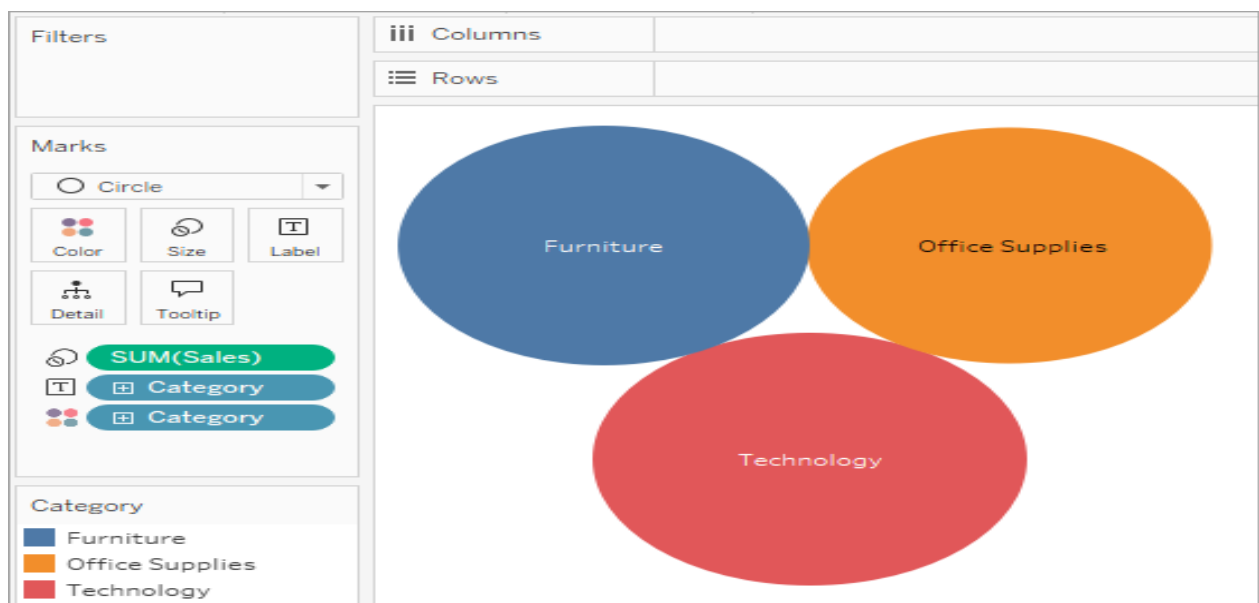 Filters
Columns
Rows
Marks
Circle
Color
Size
T
Label
Detail
Tooltip
SUM(Sales)
T
Category
Category
Category
Furniture
Office Supplies
Technology
Furniture
Office Supplies
Technology